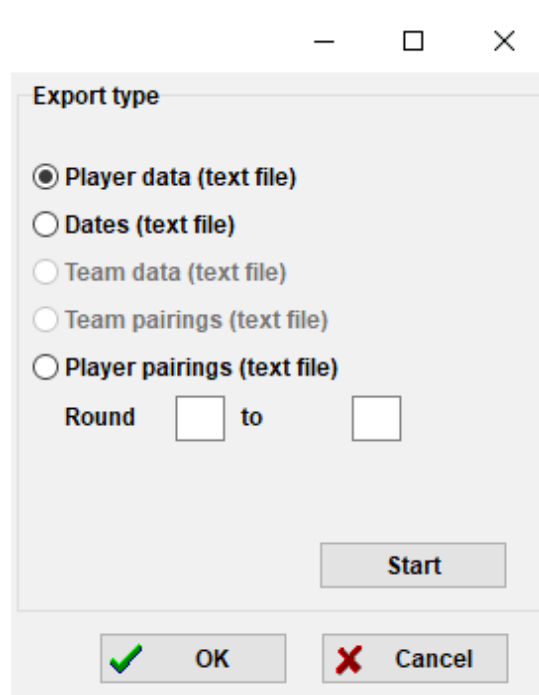 Export type
Player data (text file)
Dates (text file)
Team data (text file)
Team pairings (text file)
Player pairings (text file)
Round to
Start
OK Cancel